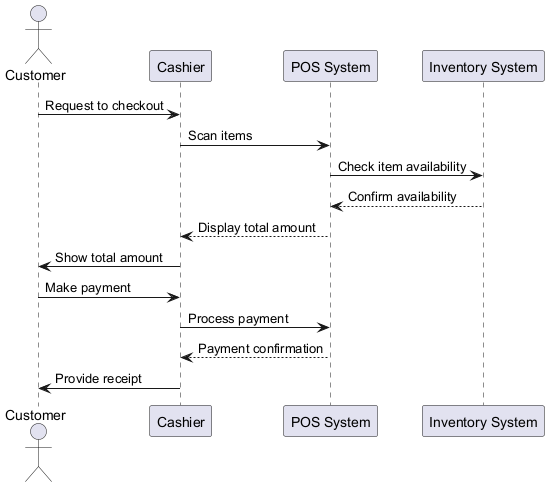 Customer
Cashier
POS System
Inventory System
Request to checkout
Scan items
Check item availability
Confirm availability
Display total amount
Show total amount
Make payment
Process payment
Payment confirmation
Provide receipt
Customer
Cashier
POS System
Inventory System